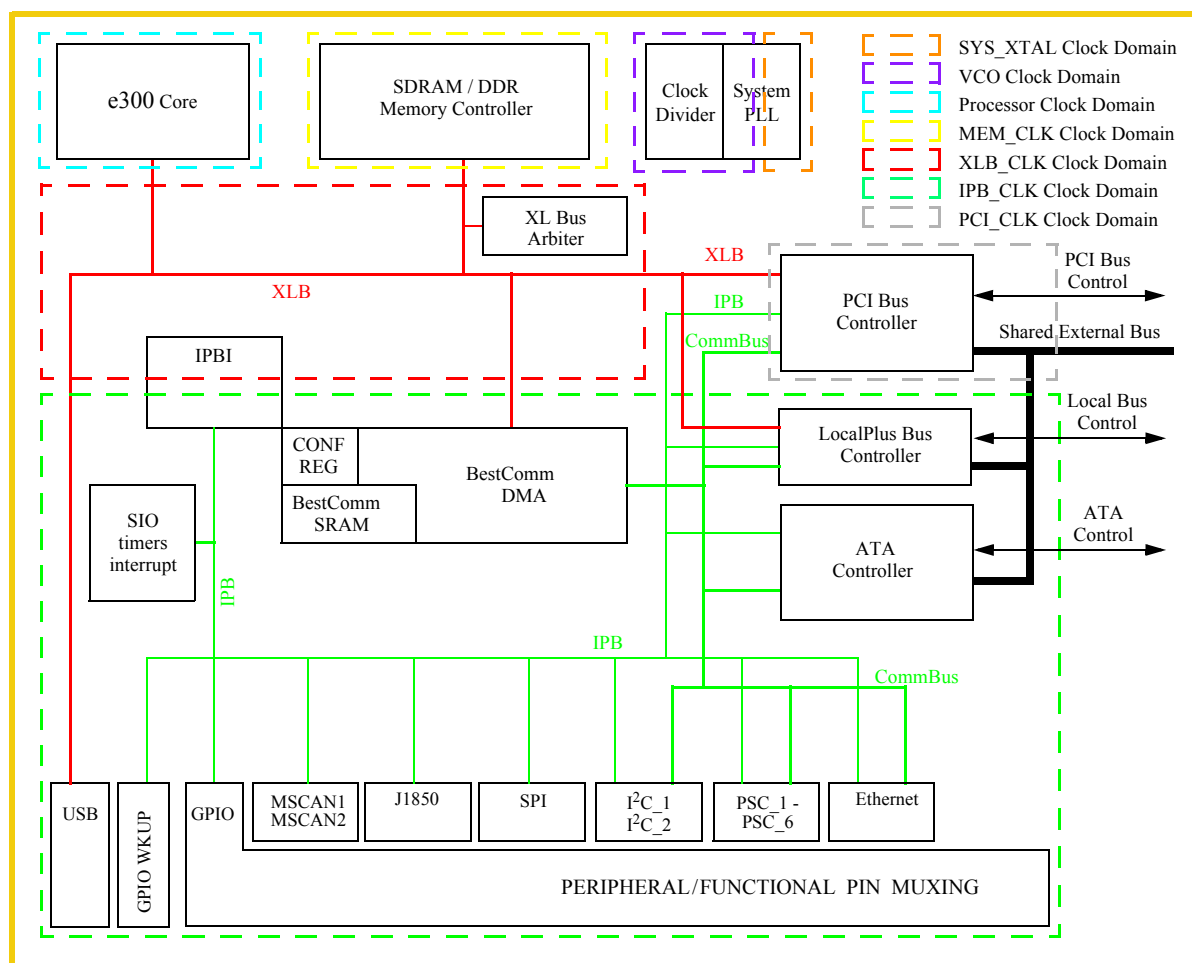 e300 Core
SDRAM / DDR
Memory Controller
Clock
Divider
System
PLL
SYS_XTAL Clock Domain
VCO Clock Domain
Processor Clock Domain
MEM_CLK Clock Domain
XLB_CLK Clock Domain
IPB_CLK Clock Domain
PCI_CLK Clock Domain
XL Bus
Arbiter
XLB
XLB
IPB
CommBus
PCI Bus
Controller
PCI Bus
Control
Shared External Bus
IPBI
CONF
REG
BestComm
SRAM
BestComm
DMA
LocalPlus Bus
Controller
Local Bus
Control
SIO
timers
interrupt
IPB
ATA
Controller
ATA
Control
IPB
CommBus
USB
GPIO WKUP
GPIO
MSCAN1
MSCAN2
J1850
SPI
I²C_1
I²C_2
PSC_1 -
PSC_6
Ethernet
PERIPHERAL/FUNCTIONAL PIN MUXING